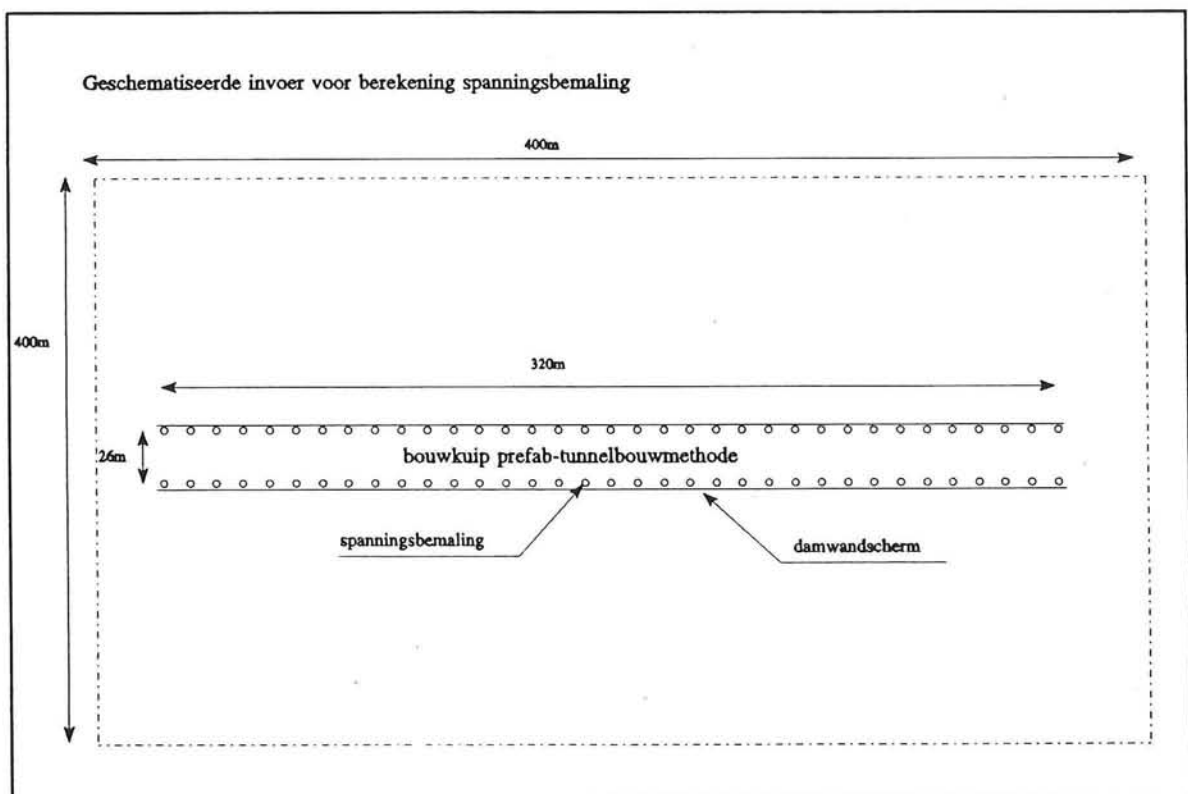 Geschematiseerde invoer voor berekening spanningsbemaling
400m
400m
320m
26m
bouwkuip prefab-tunnelbouwmethode
spanningsbemaling
damwandscherm